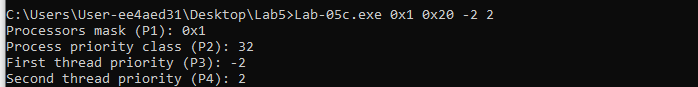 C:\Users\User-ee4aed31\Desktop\Lab5>Lab-05c.exe 0x1 0x20 -2 2
Processors mask (P1): 0x1
Process priority class (P2): 32
First thread priority (P3): -2
Second thread priority (P4): 2